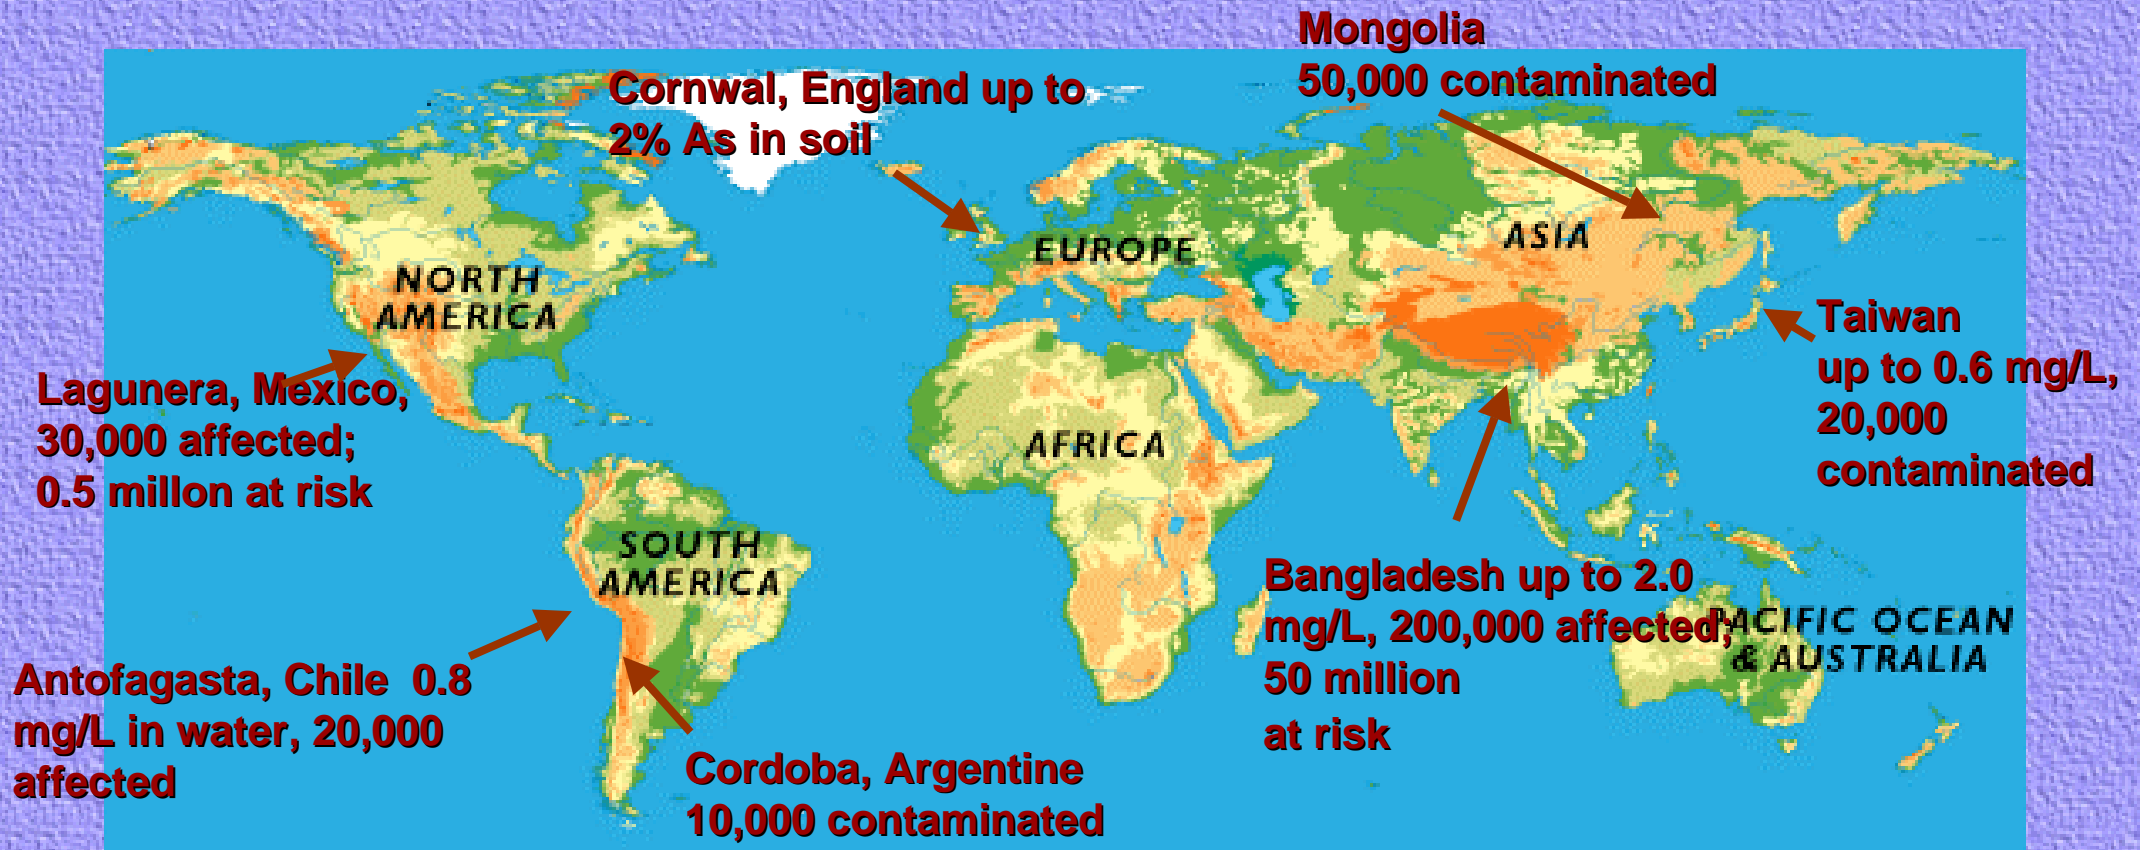 Mongolia
50,000 contaminated
Cornwal, England up to
2% As in soil
ASIA
EUROPE
NORTH
AMERICA
Taiwan
up to 0.6 mg/L,
20,000
contaminated
Lagunera, Mexico,
30,000 affected;
0.5 millon at risk
AFRICA
SOUTH
AMERICA
Bangladesh up to 2.0
mg/L, 200,000 affected;
50 million
at risk
PACIFIC OCEAN
& AUSTRALIA
Antofagasta, Chile 0.8
mg/L in water, 20,000
affected
Cordoba, Argentine
10,000 contaminated